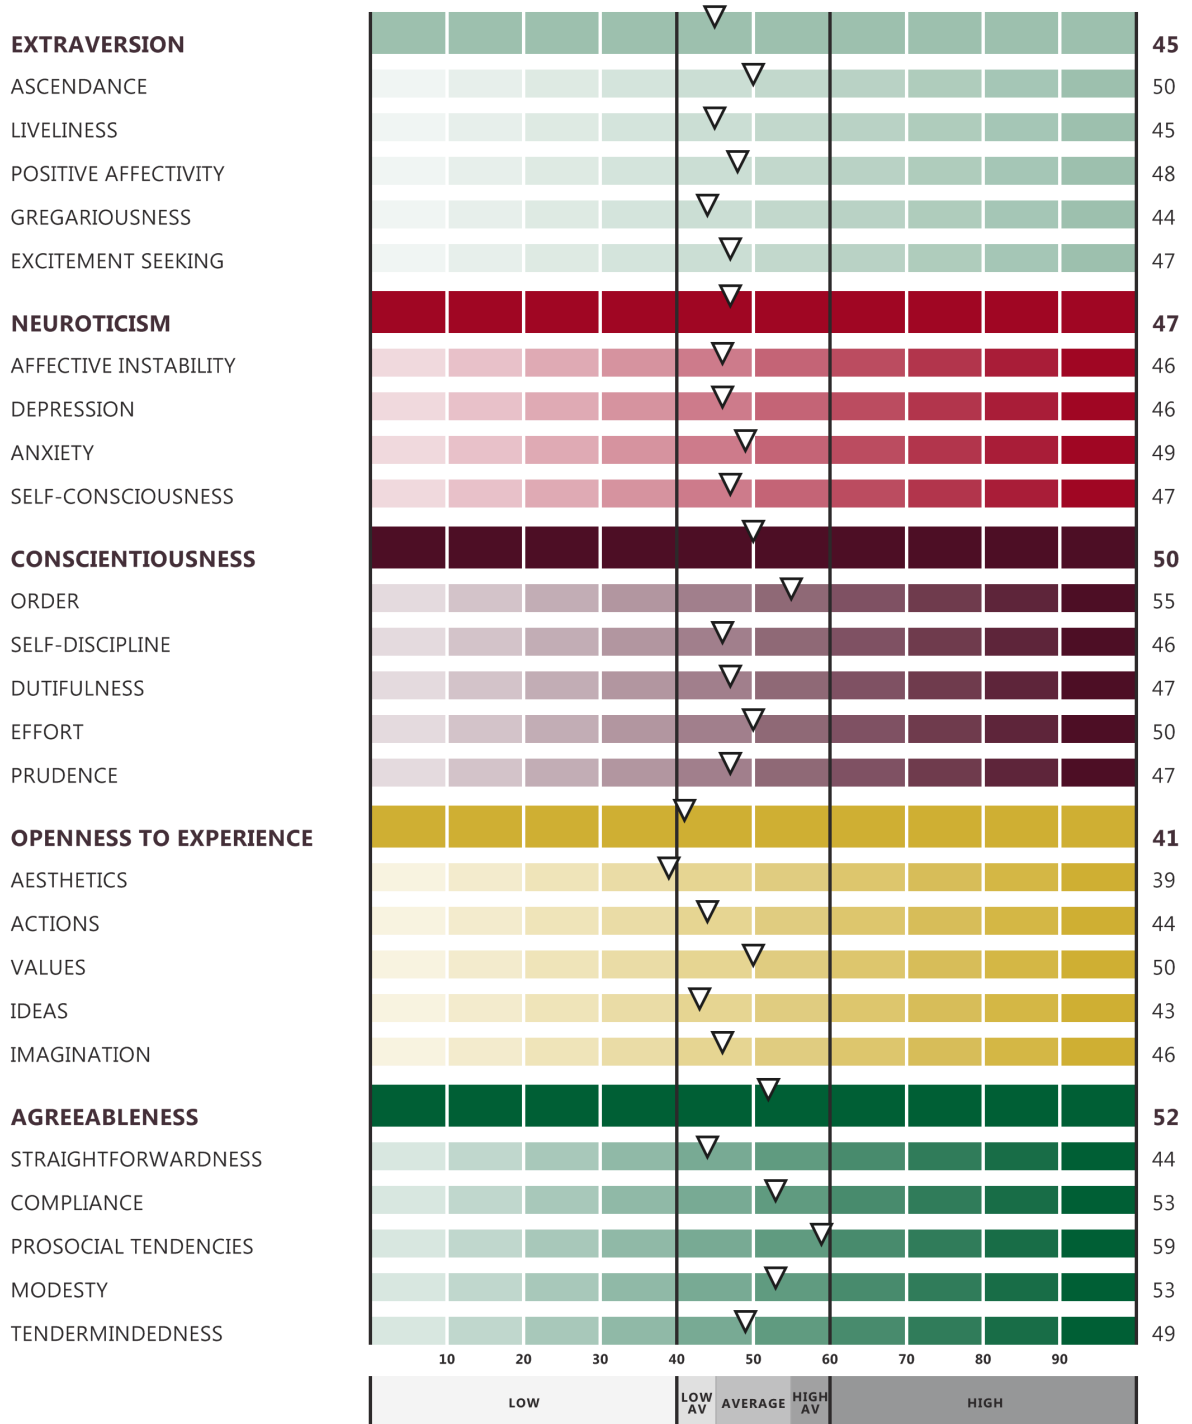 EXTRAVERSION 45
ASCENDANCE 50
LIVELINESS 45
POSITIVE AFFECTIVITY 48
GREGARIOUSNESS 44
EXCITEMENT SEEKING 47
NEUROTICISM 47
AFFECTIVE INSTABILITY 46
DEPRESSION 46
ANXIETY 49
SELF-CONSCIOUSNESS 47
CONSCIENTIOUSNESS 50
ORDER 55
SELF-DISCIPLINE 46
DUTIFULNESS 47
EFFORT 50
PRUDENCE 47
OPENNESS TO EXPERIENCE 41
AESTHETICS 39
ACTIONS 44
VALUES 50
IDEAS 43
IMAGINATION 46
AGREEABLENESS 52
STRAIGHTFORWARDNESS 44
COMPLIANCE 53
PROSOCIAL TENDENCIES 59
MODESTY 53
TENDERMINDEDNESS 49
10 20 30 40 50 60 70 80 90
LOW LOW AV AVERAGE HIGH AV HIGH